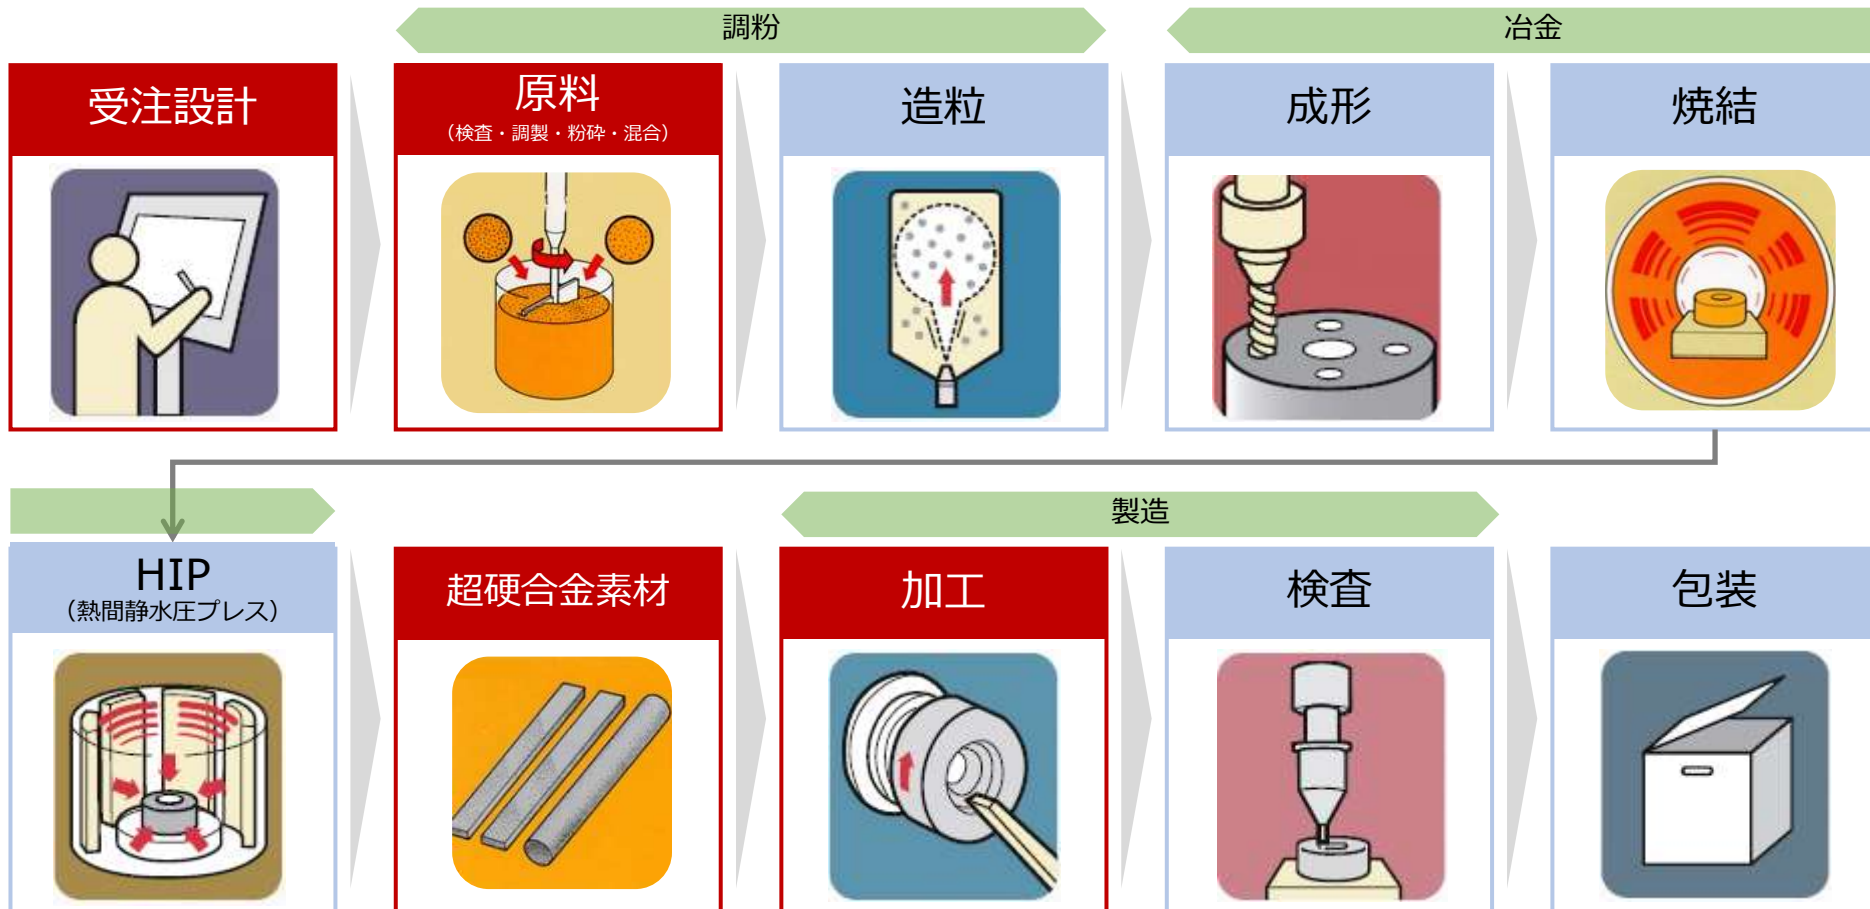 調粉
冶金
受注設計
原料
（検査・調製・粉砕・混合）
造粒
成形
焼結
製造
HIP
（熱間静水圧プレス）
超硬合金素材
加工
検査
包装